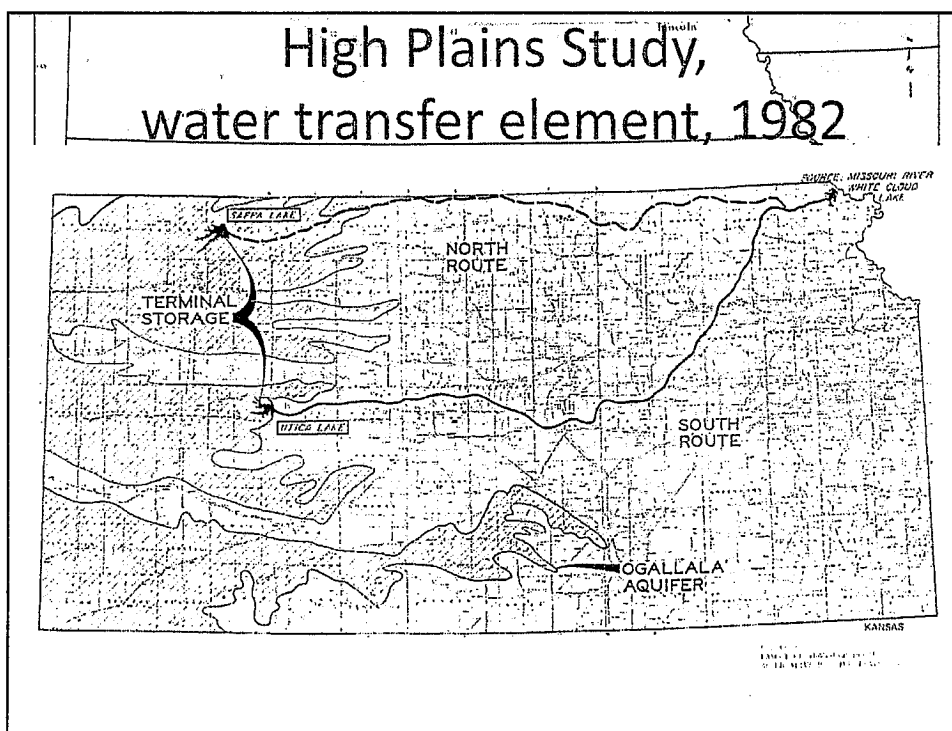 Lincoln
High Plains Study,
water transfer element, 1982
SOURCE: MISSOURI RIVER
WHITE CLOUD
LAKE
SAPPA LAKE
NORTH
ROUTE
TERMINAL
STORAGE
UTICA LAKE
SOUTH
ROUTE
OGALLALA
AQUIFER
KANSAS